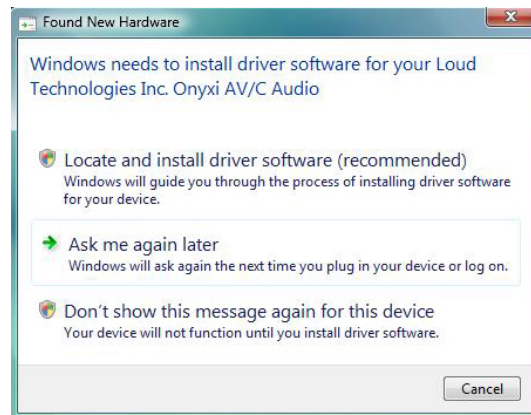 Found New Hardware
Windows needs to install driver software for your Loud
Technologies Inc. Onyxi AV/C Audio
Locate and install driver software (recommended)
Windows will guide you through the process of installing driver software
for your device.
Ask me again later
Windows will ask again the next time you plug in your device or log on.
Don't show this message again for this device
Your device will not function until you install driver software.
Cancel